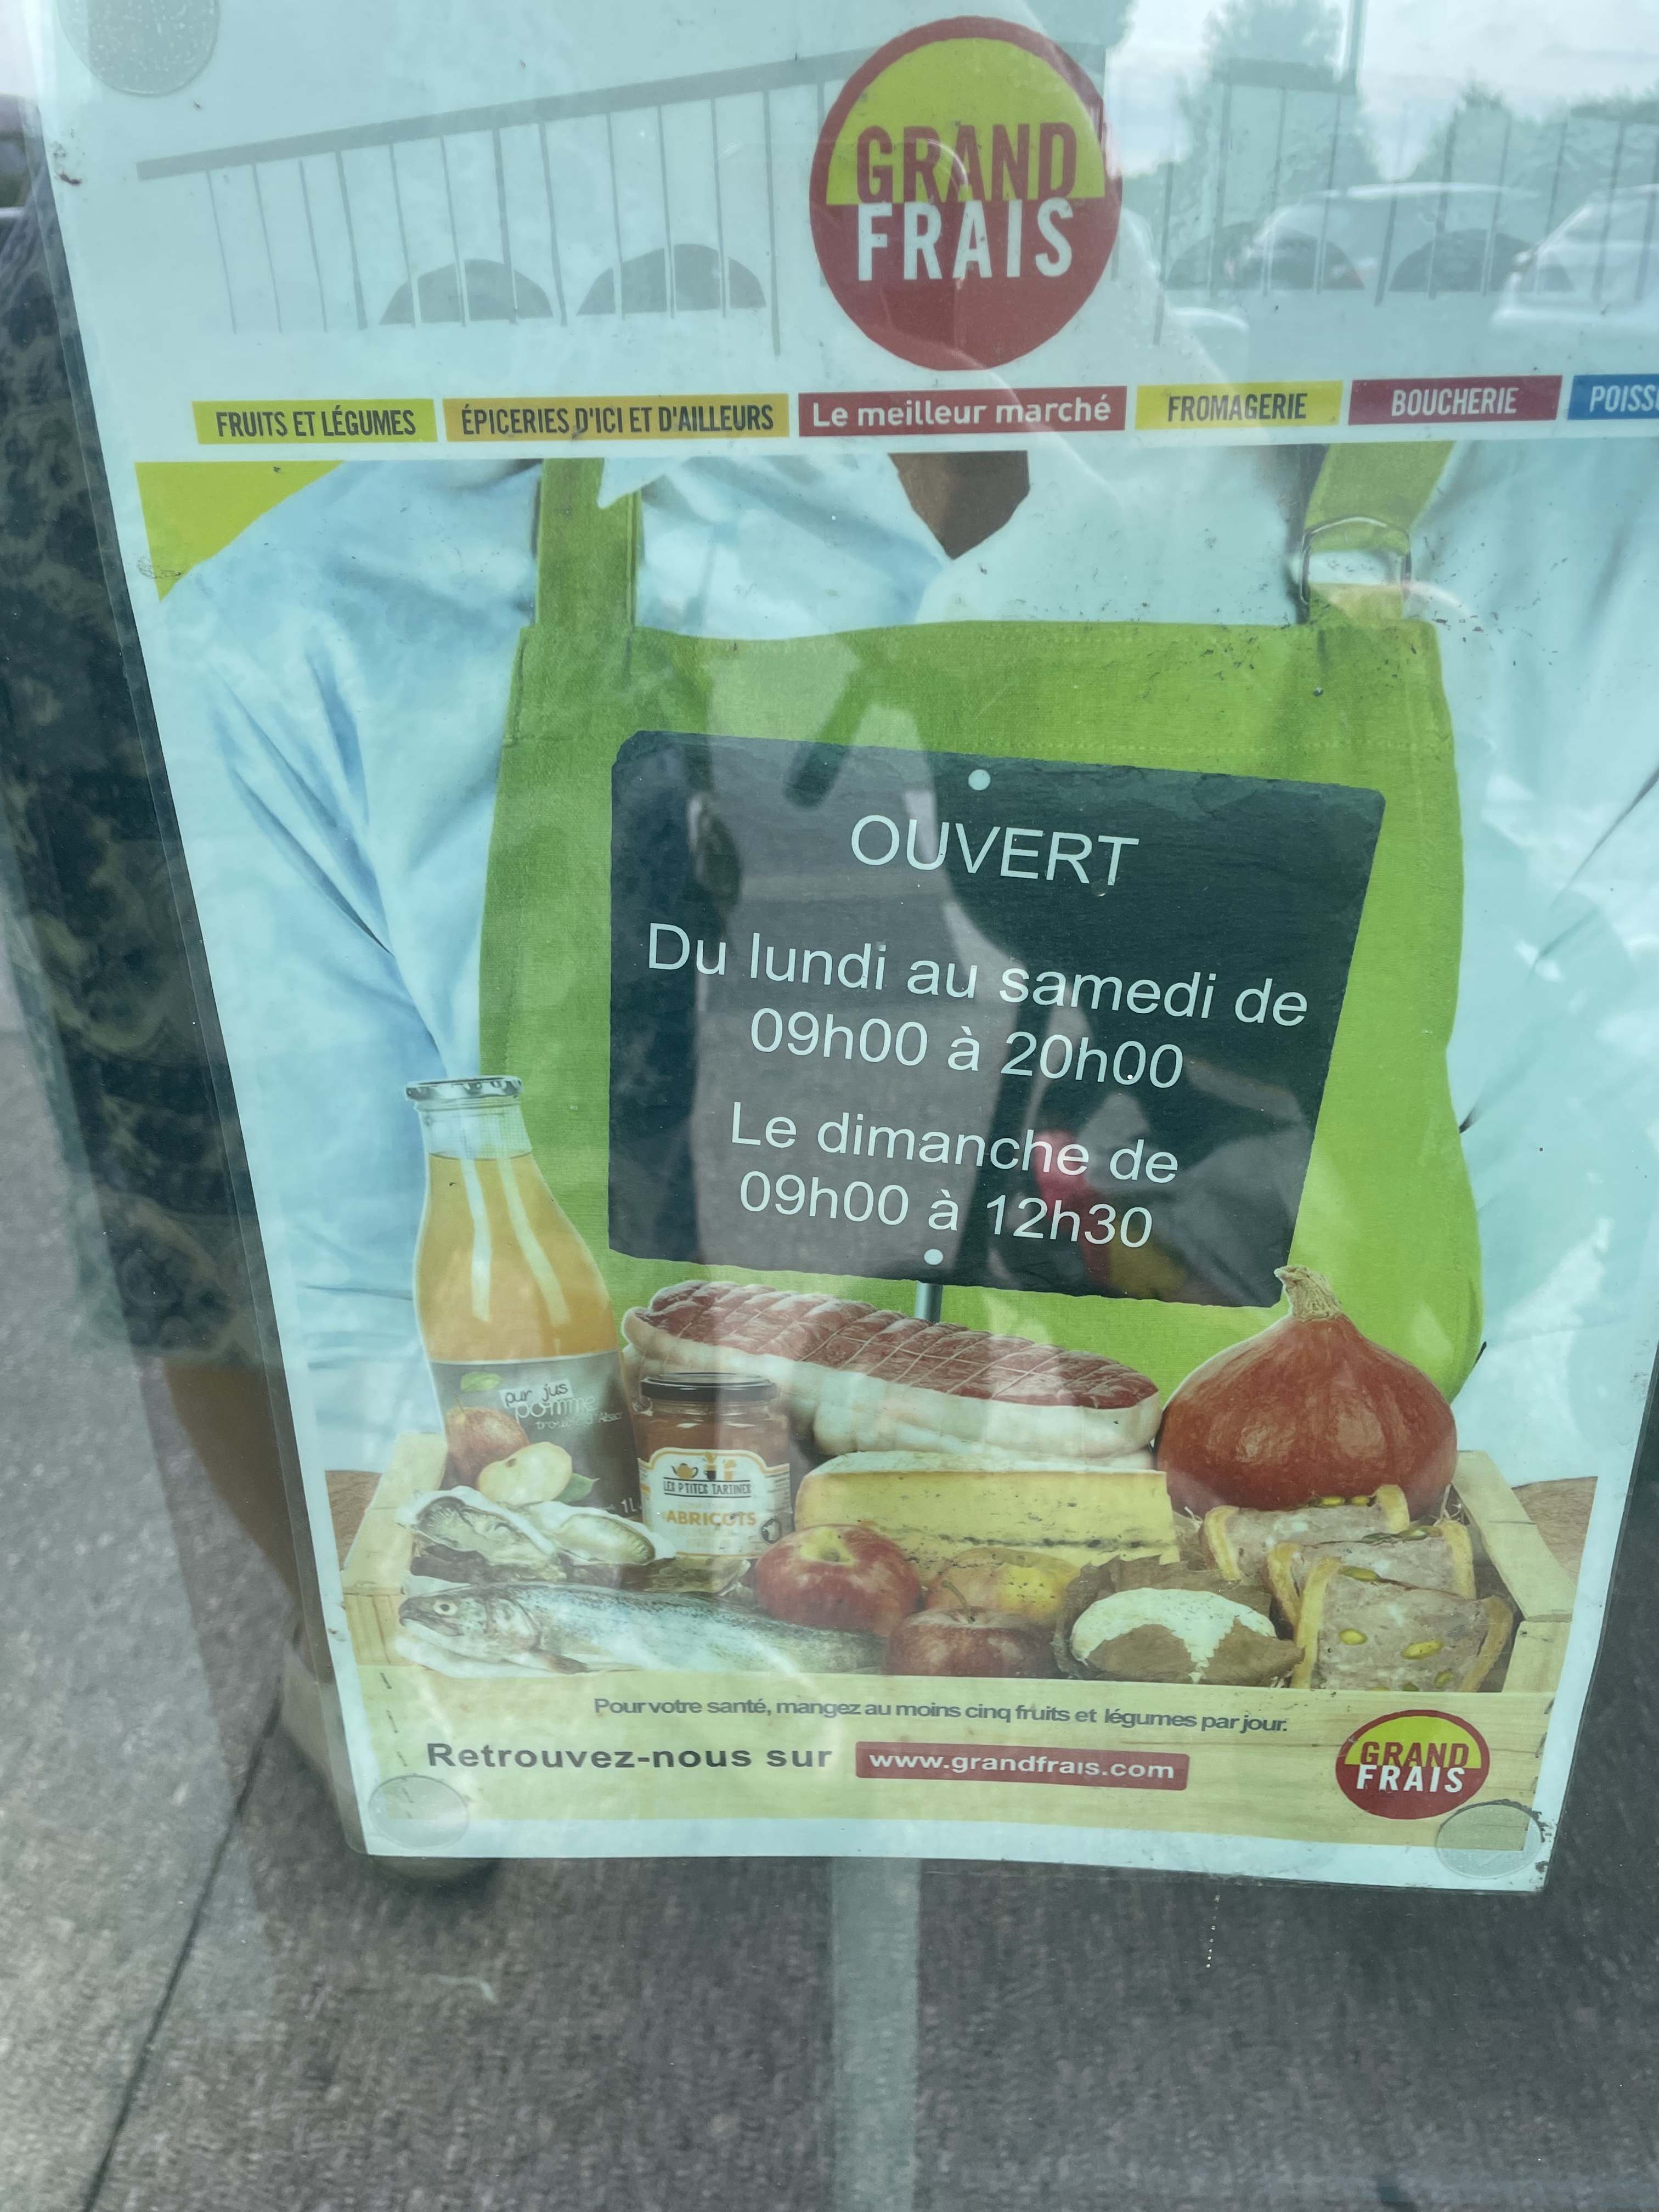 GRAND
FRAIS
FRUITS ET LÉGUMES ÉPICERIES D'ICI ET D'AILLEURS Le meilleur marché FROMAGERIE BOUCHERIE POISS
OUVERT
Du lundi au samedi de
09h00 à 20h00
Le dimanche de
09h00 à 12h30
pur jus
pomme
1L
LES P'TITES TARTINES
ABRICOTS
Pour votre santé, mangez au moins cinq fruits et légumes par jour.
Retrouvez-nous sur www.grandfrais.com
GRAND
FRAIS